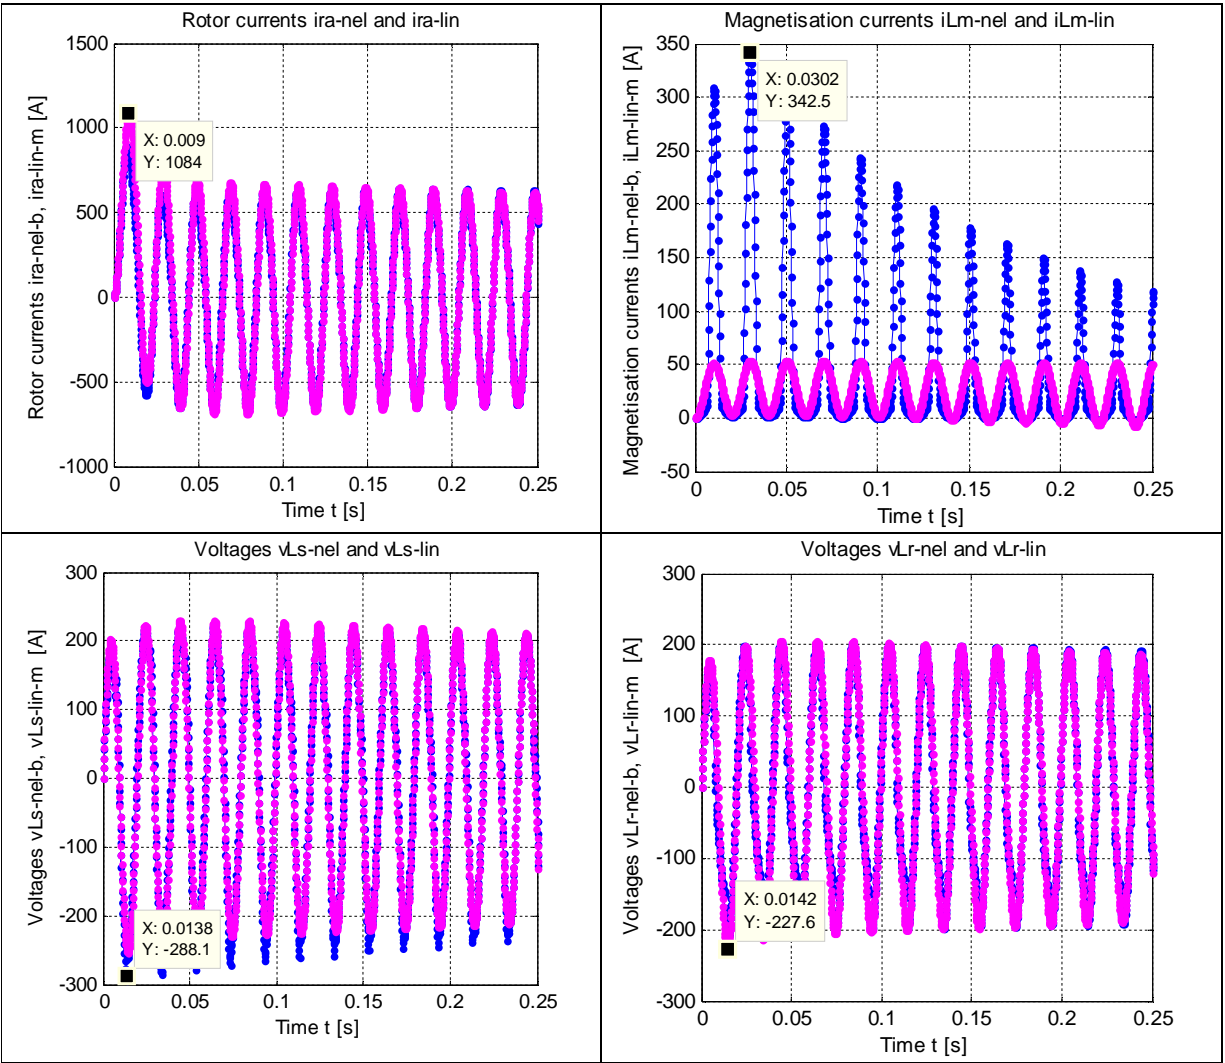 Rotor currents ira-nel and ira-lin
Rotor currents ira-nel-b, ira-lin-m [A]
1500
1000
500
0
-500
-1000
X: 0.009
Y: 1084
0 0.05 0.1 0.15 0.2 0.25
Time t [s]
Magnetisation currents iLm-nel and iLm-lin
Magnetisation currents iLm-nel-b, iLm-lin-m [A]
350
300
250
200
150
100
50
0
-50
X: 0.0302
Y: 342.5
0 0.05 0.1 0.15 0.2 0.25
Time t [s]
Voltages vLs-nel and vLs-lin
Voltages vLs-nel-b, vLs-lin-m [A]
300
200
100
0
-100
-200
-300
X: 0.0138
Y: -288.1
0 0.05 0.1 0.15 0.2 0.25
Time t [s]
Voltages vLr-nel and vLr-lin
Voltages vLr-nel-b, vLr-lin-m [A]
300
200
100
0
-100
-200
-300
X: 0.0142
Y: -227.6
0 0.05 0.1 0.15 0.2 0.25
Time t [s]